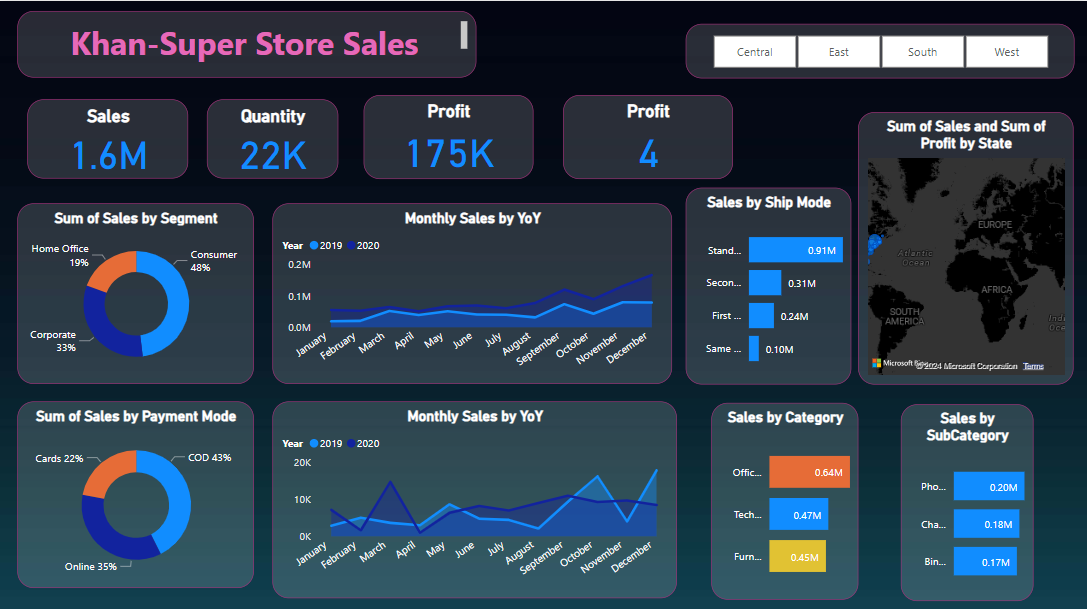 Khan-Super Store Sales
Central
East
South
West
Sales
1.6M
Quantity
22K
Profit
175K
Profit
4
Sum of Sales and Sum of
Profit by State
EUROPE
Atlantic
Ocean
AFRICA
SOUTH
AMERICA
Ocea
Microsoft
© 2024 Microsoft Corporation Terms
Sum of Sales by Segment
Home Office
19%
Consumer
48%
Corporate
33%
Monthly Sales by YoY
Year 2019 2020
0.2M
0.1M
0.0M
January
February
March
April
May
June
July
August
September
October
November
December
Sales by Ship Mode
Stand... 0.91M
Secon... 0.31M
First ... 0.24M
Same ... 0.10M
Sum of Sales by Payment Mode
Cards 22%
COD 43%
Online 35%
Monthly Sales by YoY
Year 2019 2020
20K
10K
0K
January
February
March
April
May
June
July
August
September
October
November
December
Sales by Category
Offic... 0.64M
Tech... 0.47M
Furn... 0.45M
Sales by
SubCategory
Pho... 0.20M
Cha... 0.18M
Bin... 0.17M